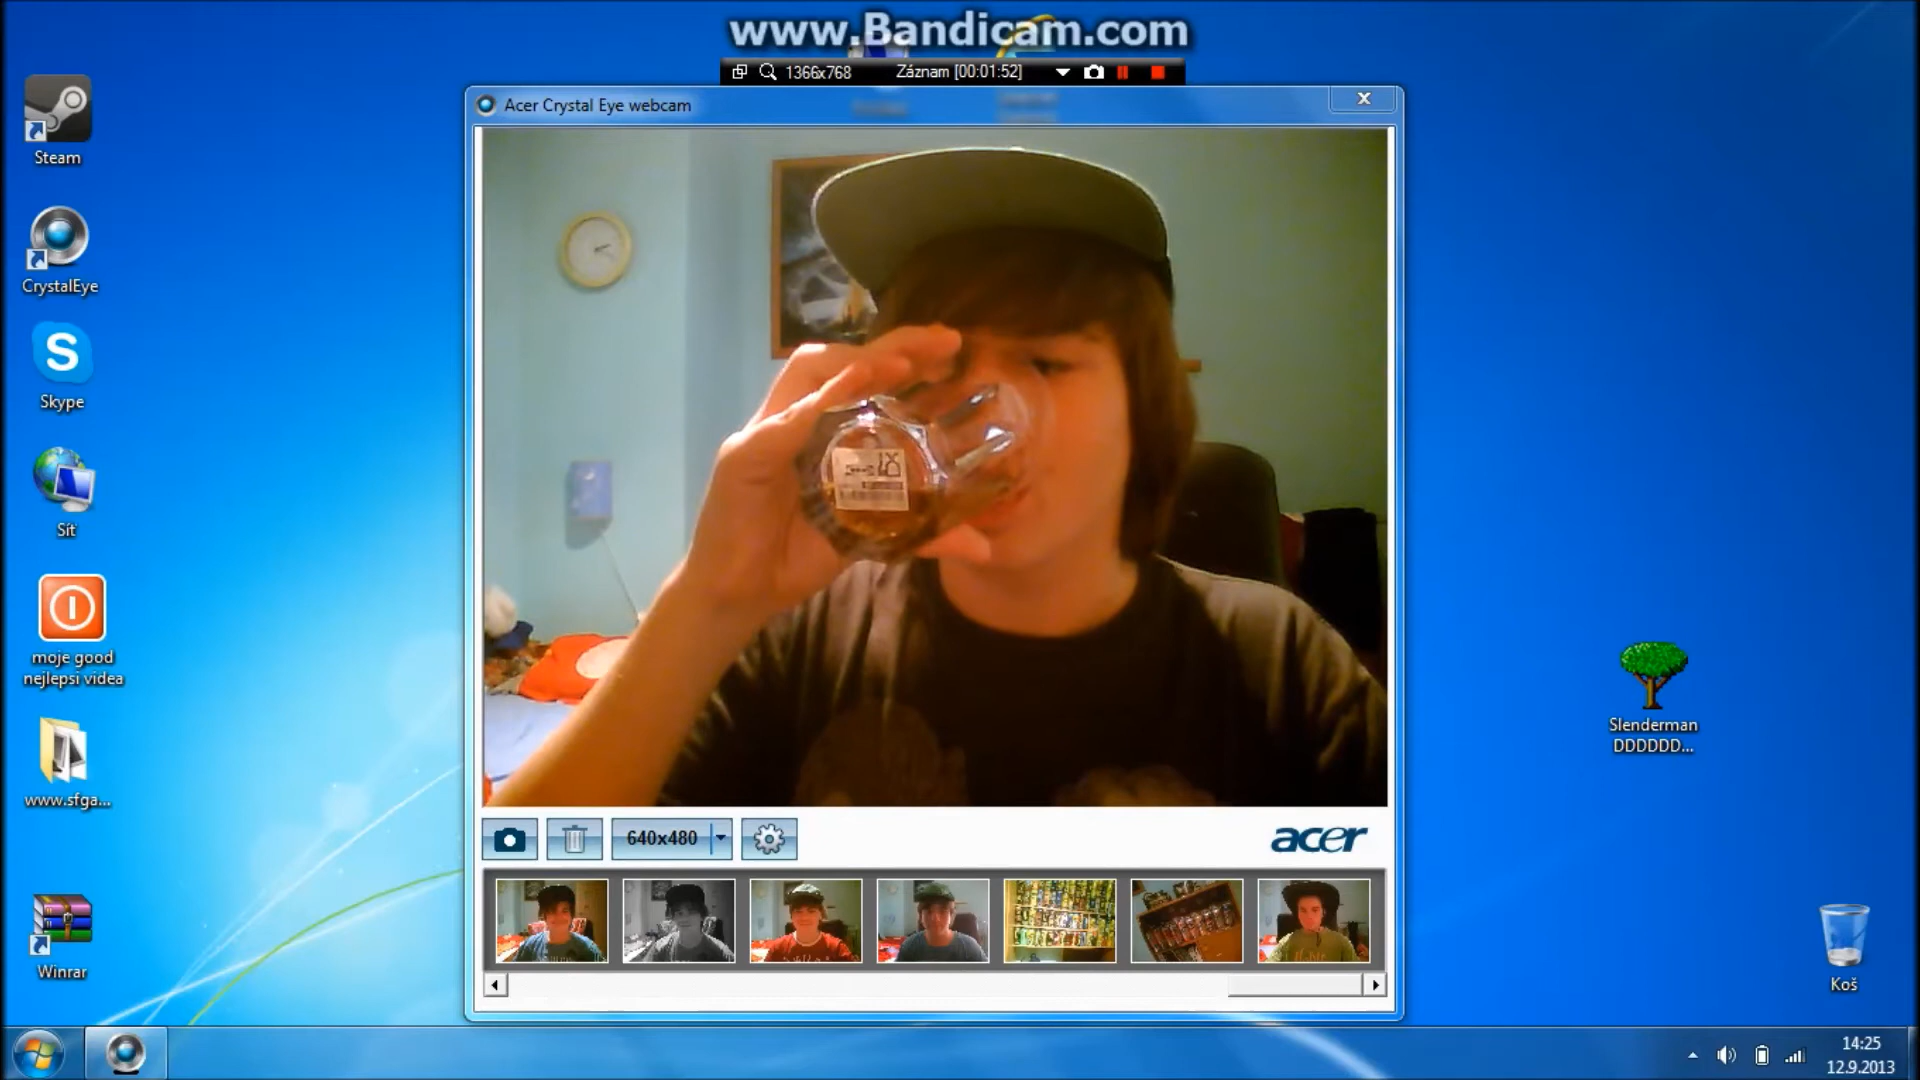 www.Bandicam.com
1366x768 Záznam [00:01:52]
Acer Crystal Eye webcam
Steam
CrystalEye
Skype
Síť
moje good
nejlepsi videa
www.sfga...
Winrar
Slenderman
DDDDDD...
Koš
640x480
acer
14:25
12.9.2013